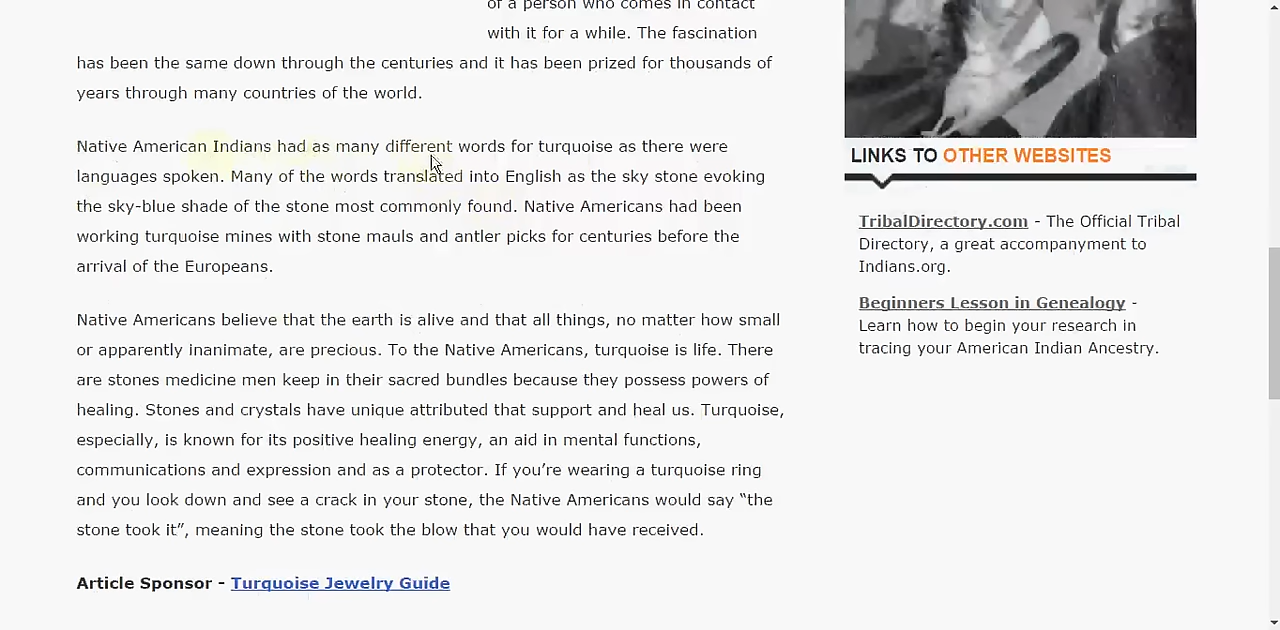 of a person who comes in contact
with it for a while. The fascination
has been the same down through the centuries and it has been prized for thousands of
years through many countries of the world.
Native American Indians had as many different words for turquoise as there were
languages spoken. Many of the words translated into English as the sky stone evoking
the sky-blue shade of the stone most commonly found. Native Americans had been
working turquoise mines with stone mauls and antler picks for centuries before the
arrival of the Europeans.
Native Americans believe that the earth is alive and that all things, no matter how small
or apparently inanimate, are precious. To the Native Americans, turquoise is life. There
are stones medicine men keep in their sacred bundles because they possess powers of
healing. Stones and crystals have unique attributed that support and heal us. Turquoise,
especially, is known for its positive healing energy, an aid in mental functions,
communications and expression and as a protector. If you’re wearing a turquoise ring
and you look down and see a crack in your stone, the Native Americans would say “the
stone took it”, meaning the stone took the blow that you would have received.
Article Sponsor - Turquoise Jewelry Guide
LINKS TO OTHER WEBSITES
TribalDirectory.com - The Official Tribal
Directory, a great accompanyment to
Indians.org.
Beginners Lesson in Genealogy -
Learn how to begin your research in
tracing your American Indian Ancestry.